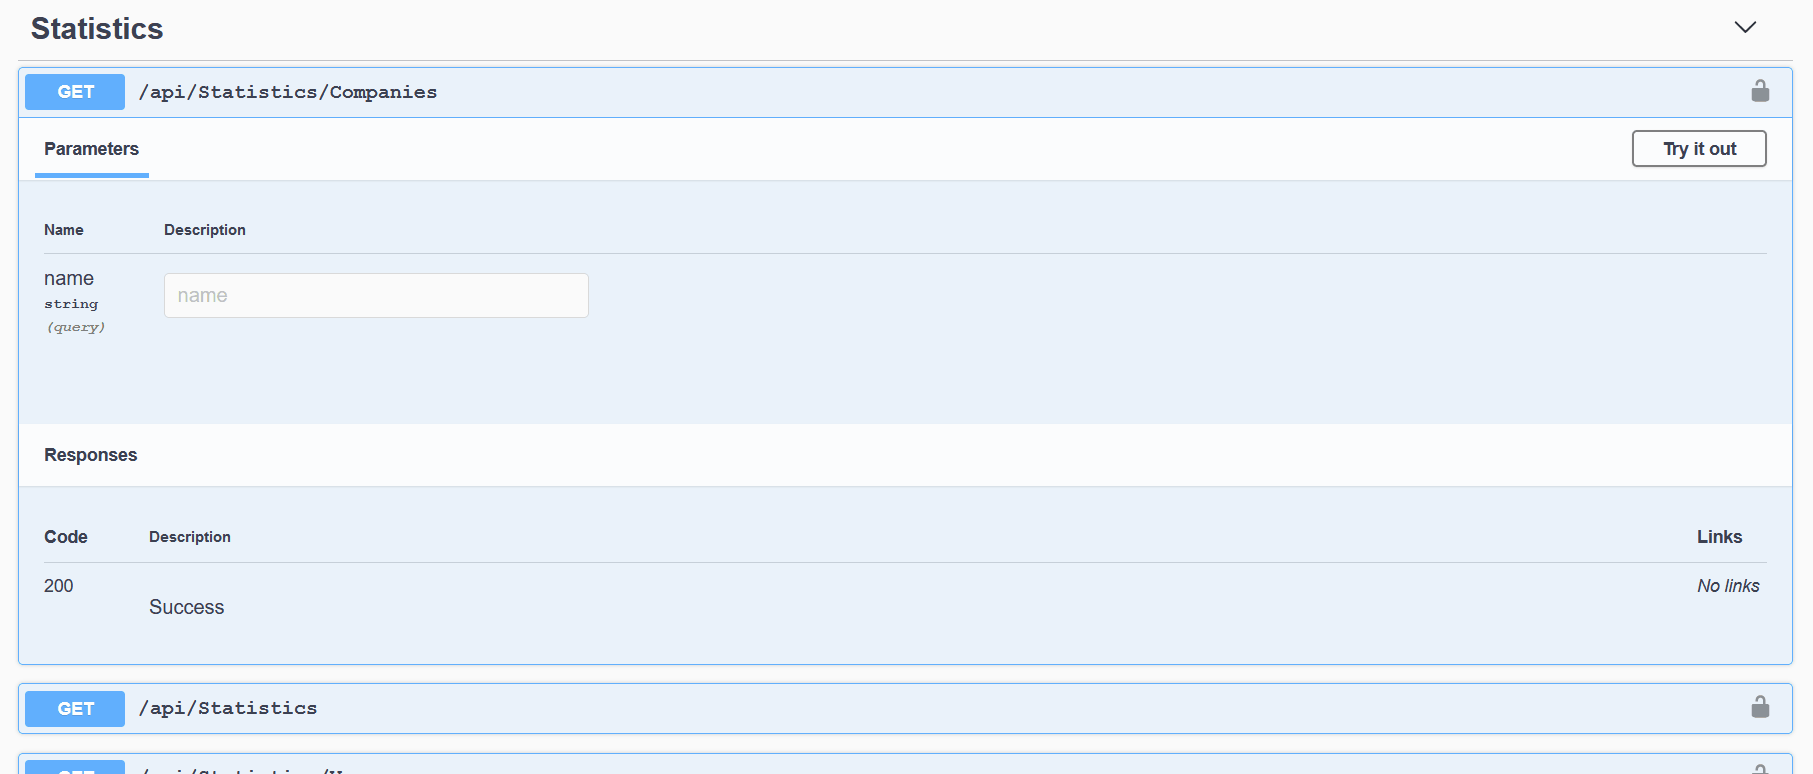 Statistics
GET /api/Statistics/Companies
Parameters
Try it out
Name Description
name
string
(query)
name
Responses
Code Description Links
200 No links
Success
GET /api/Statistics
GET